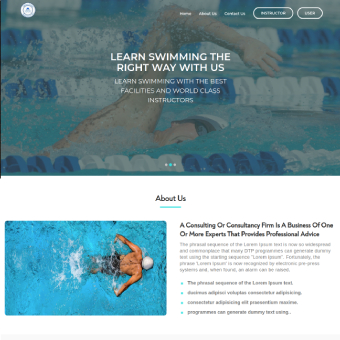 Home About Us Contact Us INSTRUCTOR USER
LEARN SWIMMING THE
RIGHT WAY WITH US
LEARN SWIMMING WITH THE BEST
FACILITIES AND WORLD CLASS
INSTRUCTORS
About Us
A Consulting Or Consultancy Firm Is A Business Of One
Or More Experts That Provides Professional Advice
The phrasal sequence of the Lorem Ipsum text is now so widespread
and commonplace that many DTP programmes can generate dummy
text using the starting sequence "Lorem ipsum". Fortunately, the
phrase 'Lorem Ipsum' is now recognized by electronic pre-press
systems and, when found, an alarm can be raised.
The phrasal sequence of the Lorem Ipsum text.
ducimus adipisci voluptas consectetur adipisicing.
consectetur adipisicing elit praesentium maxime.
programmes can generate dummy text using..